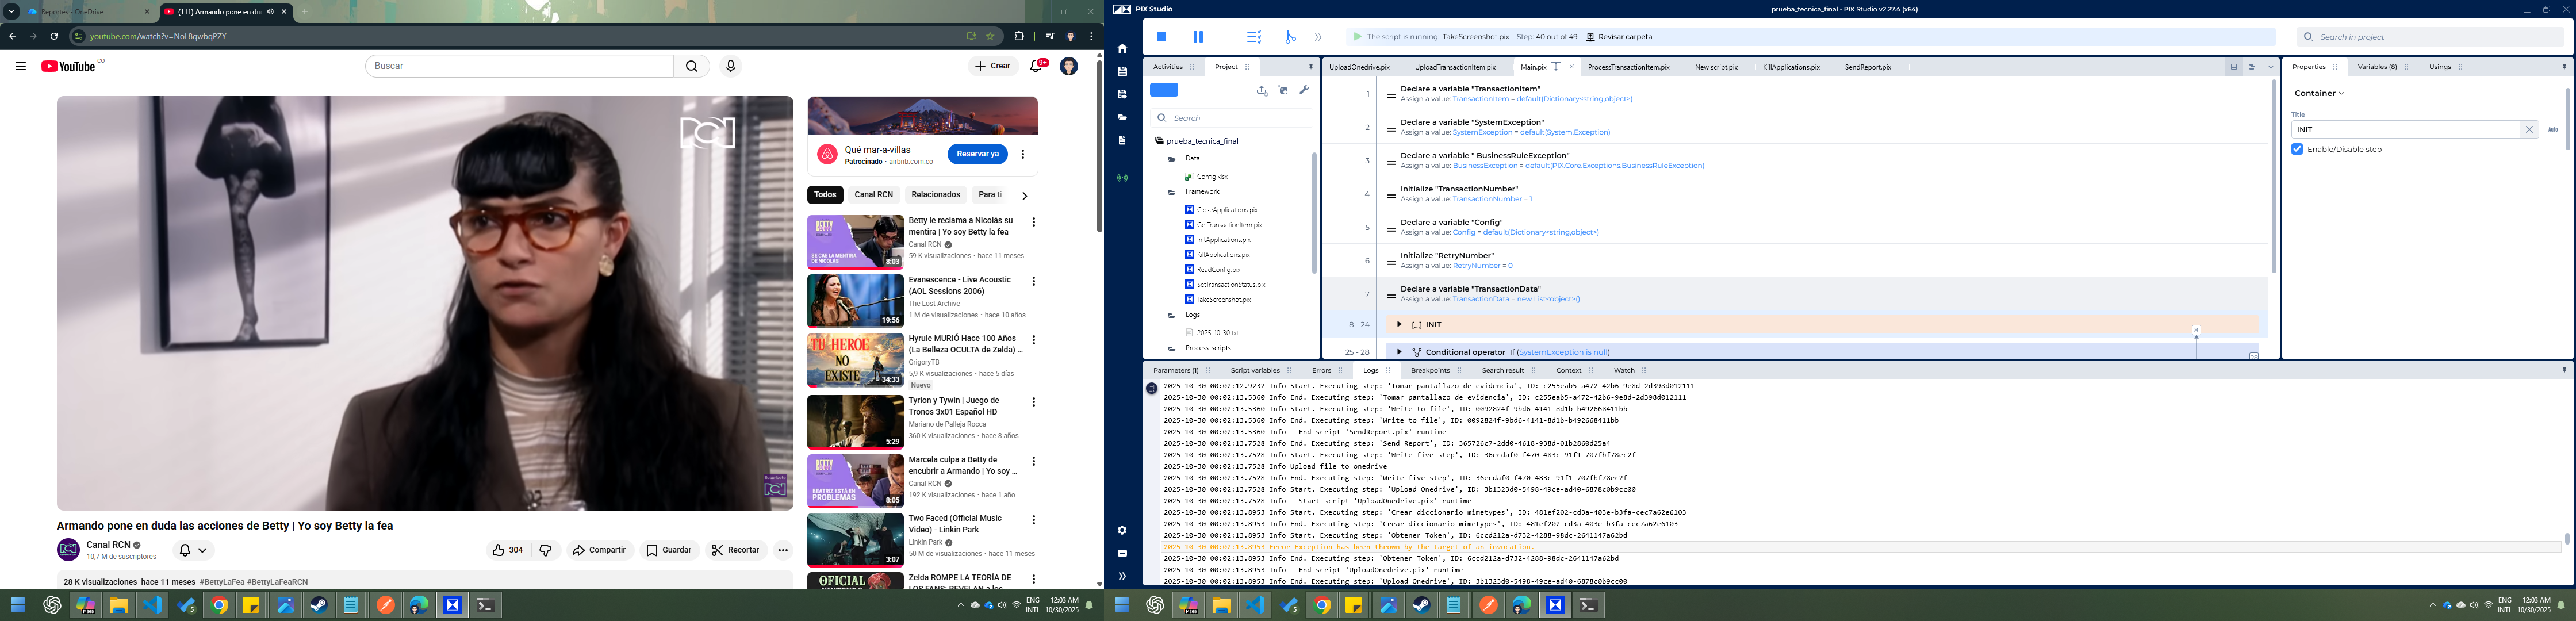 Reportes - OneDrive
(111) Armando pone en du
youtube.com/watch?v=NoL8qwbqPZY
YouTube CO
Buscar
Crear
9+
RCN
Armando pone en duda las acciones de Betty | Yo soy Betty la fea
Canal RCN
10,7 M de suscriptores
304
Compartir
Guardar
Recortar
28 K visualizaciones hace 11 meses #BettyLaFea #BettyLaFeaRCN
Qué mar-a-villas
Patrocinado · airbnb.com.co
Reservar ya
Todos
Canal RCN
Relacionados
Para ti
Betty le reclama a Nicolás su
mentira | Yo soy Betty la fea
Canal RCN
59 K visualizaciones · hace 11 meses
SE CAE LA MENTIRA
DE NICOLÁS
8:03
Evanescence - Live Acoustic
(AOL Sessions 2006)
The Lost Archive
1 M de visualizaciones · hace 10 años
19:56
Hyrule MURIÓ Hace 100 Años
(La Belleza OCULTA de Zelda) ...
GrigoryTB
5,9 K visualizaciones · hace 5 días
Nuevo
TU HEROE
NO
EXISTE
34:33
Tyrion y Tywin | Juego de
Tronos 3x01 Español HD
Mariano de Palleja Rocca
360 K visualizaciones · hace 8 años
5:29
Marcela culpa a Betty de
encubrir a Armando | Yo soy ...
Canal RCN
192 K visualizaciones · hace 1 año
BEATRIZ ESTÁ EN
PROBLEMAS
8:05
Two Faced (Official Music
Video) - Linkin Park
Linkin Park
50 M de visualizaciones · hace 11 meses
3:07
Zelda ROMPE LA TEORÍA DE
OFICIAL
ENG
INTL
12:03 AM
10/30/2025
PIX Studio
prueba_tecnica_final - PIX Studio v2.27.4 (x64)
The script is running: TakeScreenshot.pix Step: 40 out of 49 Revisar carpeta
Search in project
Activities
Project
Search
prueba_tecnica_final
Data
Config.xlsx
Framework
CloseApplications.pix
GetTransactionItem.pix
InitApplications.pix
KillApplications.pix
ReadConfig.pix
SetTransactionStatus.pix
TakeScreenshot.pix
Logs
2025-10-30.txt
Process_scripts
UploadOnedrive.pix
UploadTransactionItem.pix
Main.pix
ProcessTransactionItem.pix
New script.pix
KillApplications.pix
SendReport.pix
1 Declare a variable "TransactionItem"
Assign a value: TransactionItem = default(Dictionary<string,object>)
2 Declare a variable "SystemException"
Assign a value: SystemException = default(System.Exception)
3 Declare a variable " BusinessRuleException"
Assign a value: BusinessException = default(PIX.Core.Exceptions.BusinessRuleException)
4 Initialize "TransactionNumber"
Assign a value: TransactionNumber = 1
5 Declare a variable "Config"
Assign a value: Config = default(Dictionary<string,object>)
6 Initialize "RetryNumber"
Assign a value: RetryNumber = 0
7 Declare a variable "TransactionData"
Assign a value: TransactionData = new List<object>()
8 - 24 INIT
25 - 28 Conditional operator If (SystemException is null)
Properties
Variables (8)
Usings
Container
Title
INIT
Auto
Enable/Disable step
Parameters (1)
Script variables
Errors
Logs
Breakpoints
Search result
Context
Watch
2025-10-30 00:02:12.9232 Info Start. Executing step: 'Tomar pantallazo de evidencia', ID: c255eab5-a472-42b6-9e8d-2d398d012111
2025-10-30 00:02:13.5360 Info End. Executing step: 'Tomar pantallazo de evidencia', ID: c255eab5-a472-42b6-9e8d-2d398d012111
2025-10-30 00:02:13.5360 Info Start. Executing step: 'Write to file', ID: 0092824f-9bd6-4141-8d1b-b492668411bb
2025-10-30 00:02:13.5360 Info End. Executing step: 'Write to file', ID: 0092824f-9bd6-4141-8d1b-b492668411bb
2025-10-30 00:02:13.5360 Info --End script 'SendReport.pix' runtime
2025-10-30 00:02:13.7528 Info End. Executing step: 'Send Report', ID: 365726c7-2dd0-4618-938d-01b2860d25a4
2025-10-30 00:02:13.7528 Info Start. Executing step: 'Write five step', ID: 36ecdaf0-f470-483c-91f1-707fbf78ec2f
2025-10-30 00:02:13.7528 Info Upload file to onedrive
2025-10-30 00:02:13.7528 Info End. Executing step: 'Write five step', ID: 36ecdaf0-f470-483c-91f1-707fbf78ec2f
2025-10-30 00:02:13.7528 Info Start. Executing step: 'Upload Onedrive', ID: 3b1323d0-5498-49ce-ad40-6878c0b9cc00
2025-10-30 00:02:13.7528 Info --Start script 'UploadOnedrive.pix' runtime
2025-10-30 00:02:13.8953 Info Start. Executing step: 'Crear diccionario mimetypes', ID: 481ef202-cd3a-403e-b3fa-cec7a62e6103
2025-10-30 00:02:13.8953 Info End. Executing step: 'Crear diccionario mimetypes', ID: 481ef202-cd3a-403e-b3fa-cec7a62e6103
2025-10-30 00:02:13.8953 Info Start. Executing step: 'Obtener Token', ID: 6ccd212a-d732-4288-98dc-2641147a62bd
2025-10-30 00:02:13.8953 Error Exception has been thrown by the target of an invocation.
2025-10-30 00:02:13.8953 Info End. Executing step: 'Obtener Token', ID: 6ccd212a-d732-4288-98dc-2641147a62bd
2025-10-30 00:02:13.8953 Info --End script 'UploadOnedrive.pix' runtime
2025-10-30 00:02:13.8953 Info End. Executing step: 'Upload Onedrive', ID: 3b1323d0-5498-49ce-ad40-6878c0b9cc00
ENG
INTL
12:03 AM
10/30/2025